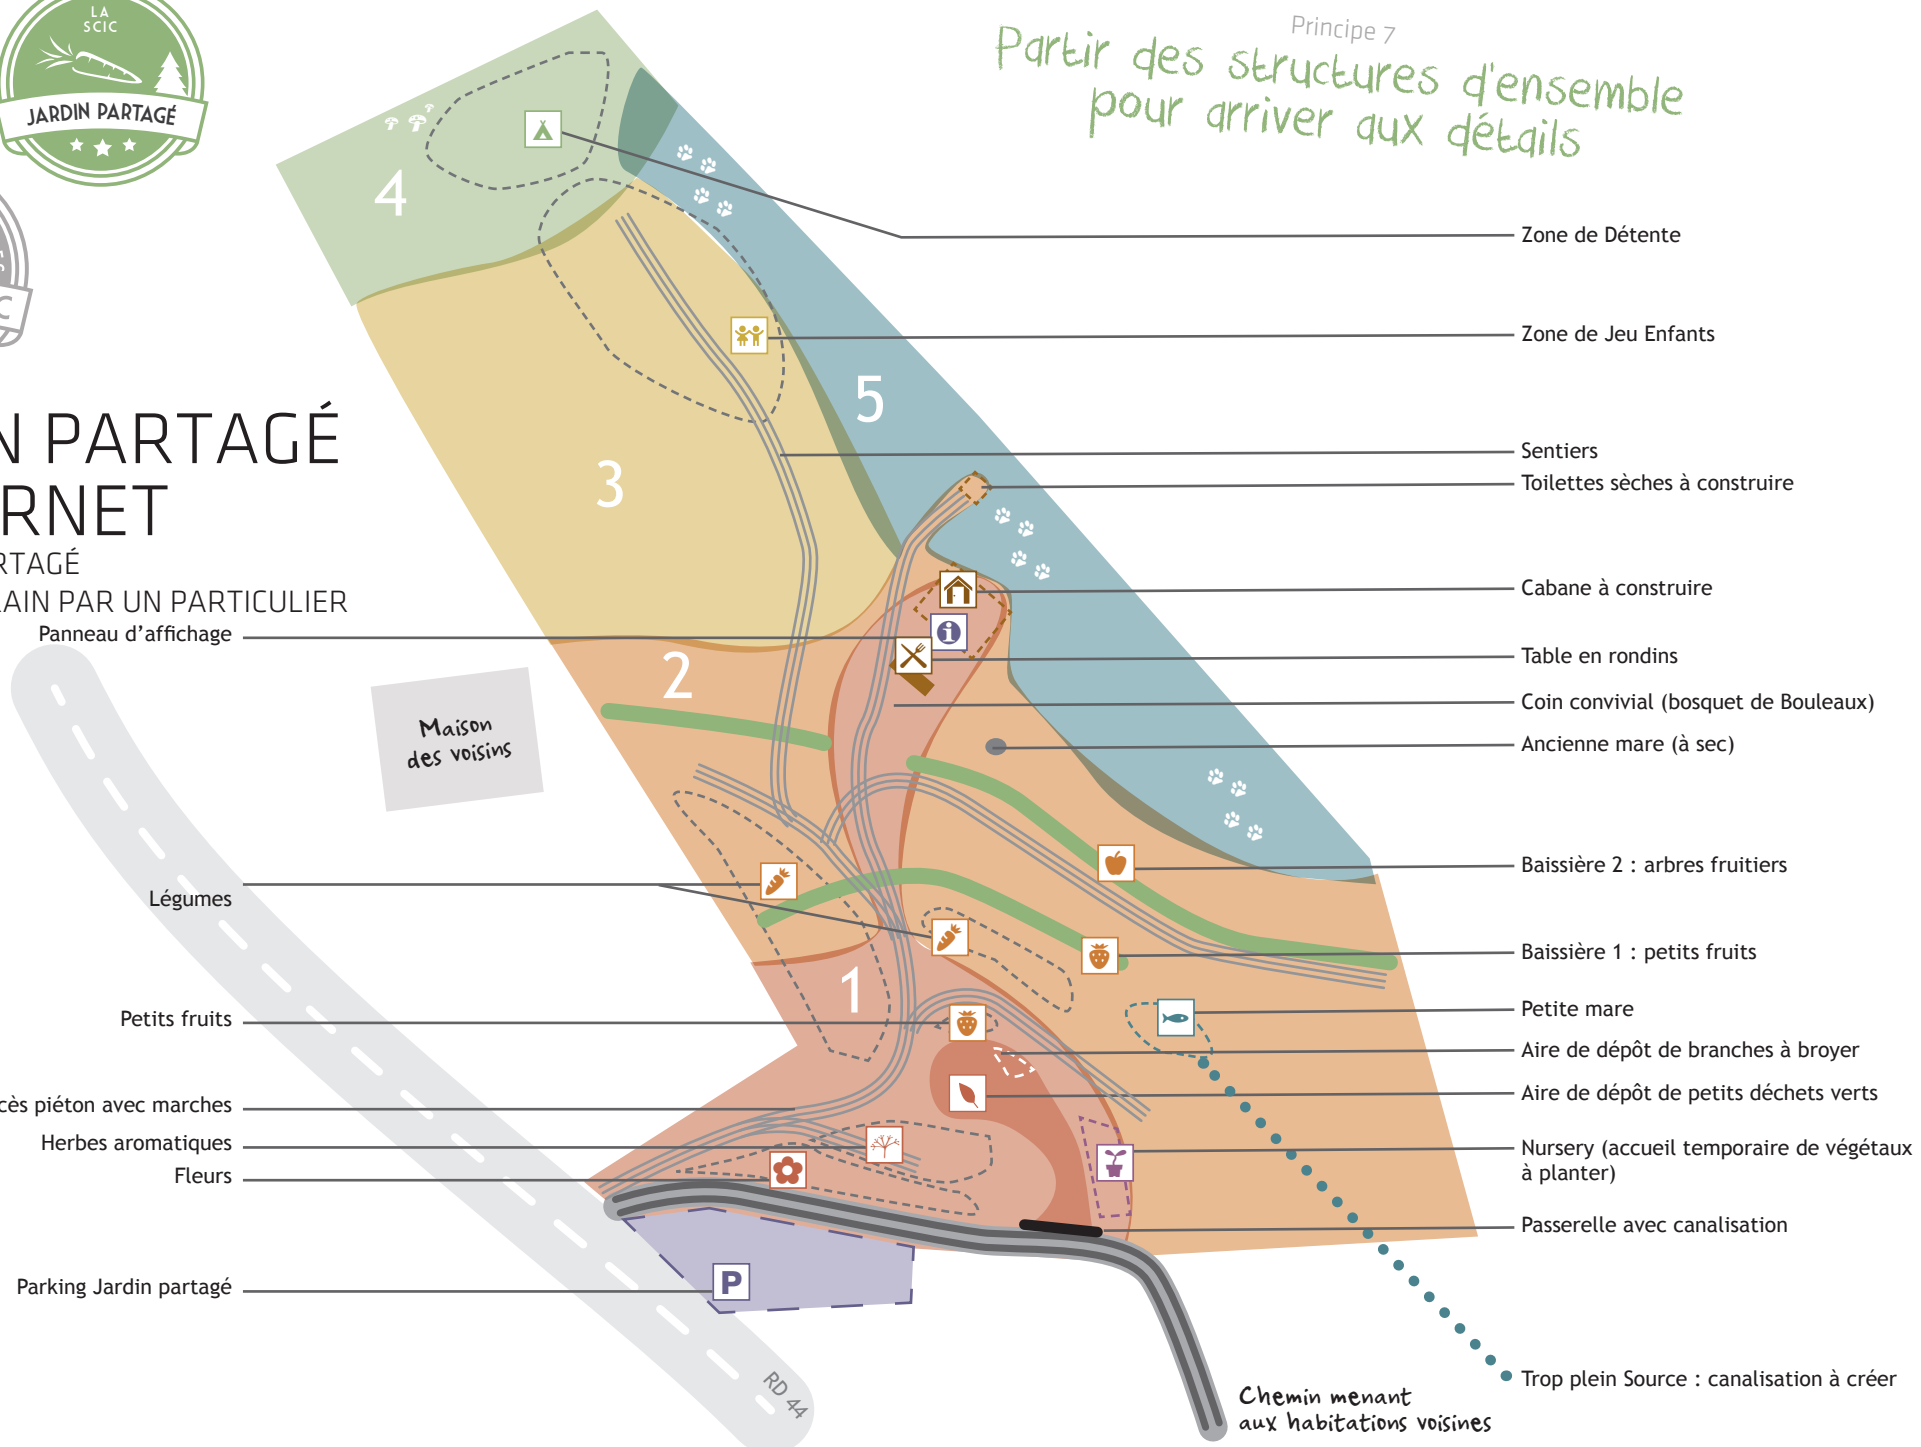 LA
SCIC
JARDIN PARTAGÉ
Principe 7
Partir des structures d'ensemble
pour arriver aux détails
C
N PARTAGÉ
RNET
RTAGÉ
AIN PAR UN PARTICULIER
4
5
3
2
1
Zone de Détente
Zone de Jeu Enfants
Sentiers
Toilettes sèches à construire
Cabane à construire
Table en rondins
Coin convivial (bosquet de Bouleaux)
Ancienne mare (à sec)
Baissière 2 : arbres fruitiers
Baissière 1 : petits fruits
Petite mare
Aire de dépôt de branches à broyer
Aire de dépôt de petits déchets verts
Nursery (accueil temporaire de végétaux
à planter)
Passerelle avec canalisation
Trop plein Source : canalisation à créer
Panneau d'affichage
Maison
des voisins
Légumes
Petits fruits
cès piéton avec marches
Herbes aromatiques
Fleurs
Parking Jardin partagé
i
P
RD 44
Chemin menant
aux habitations voisines